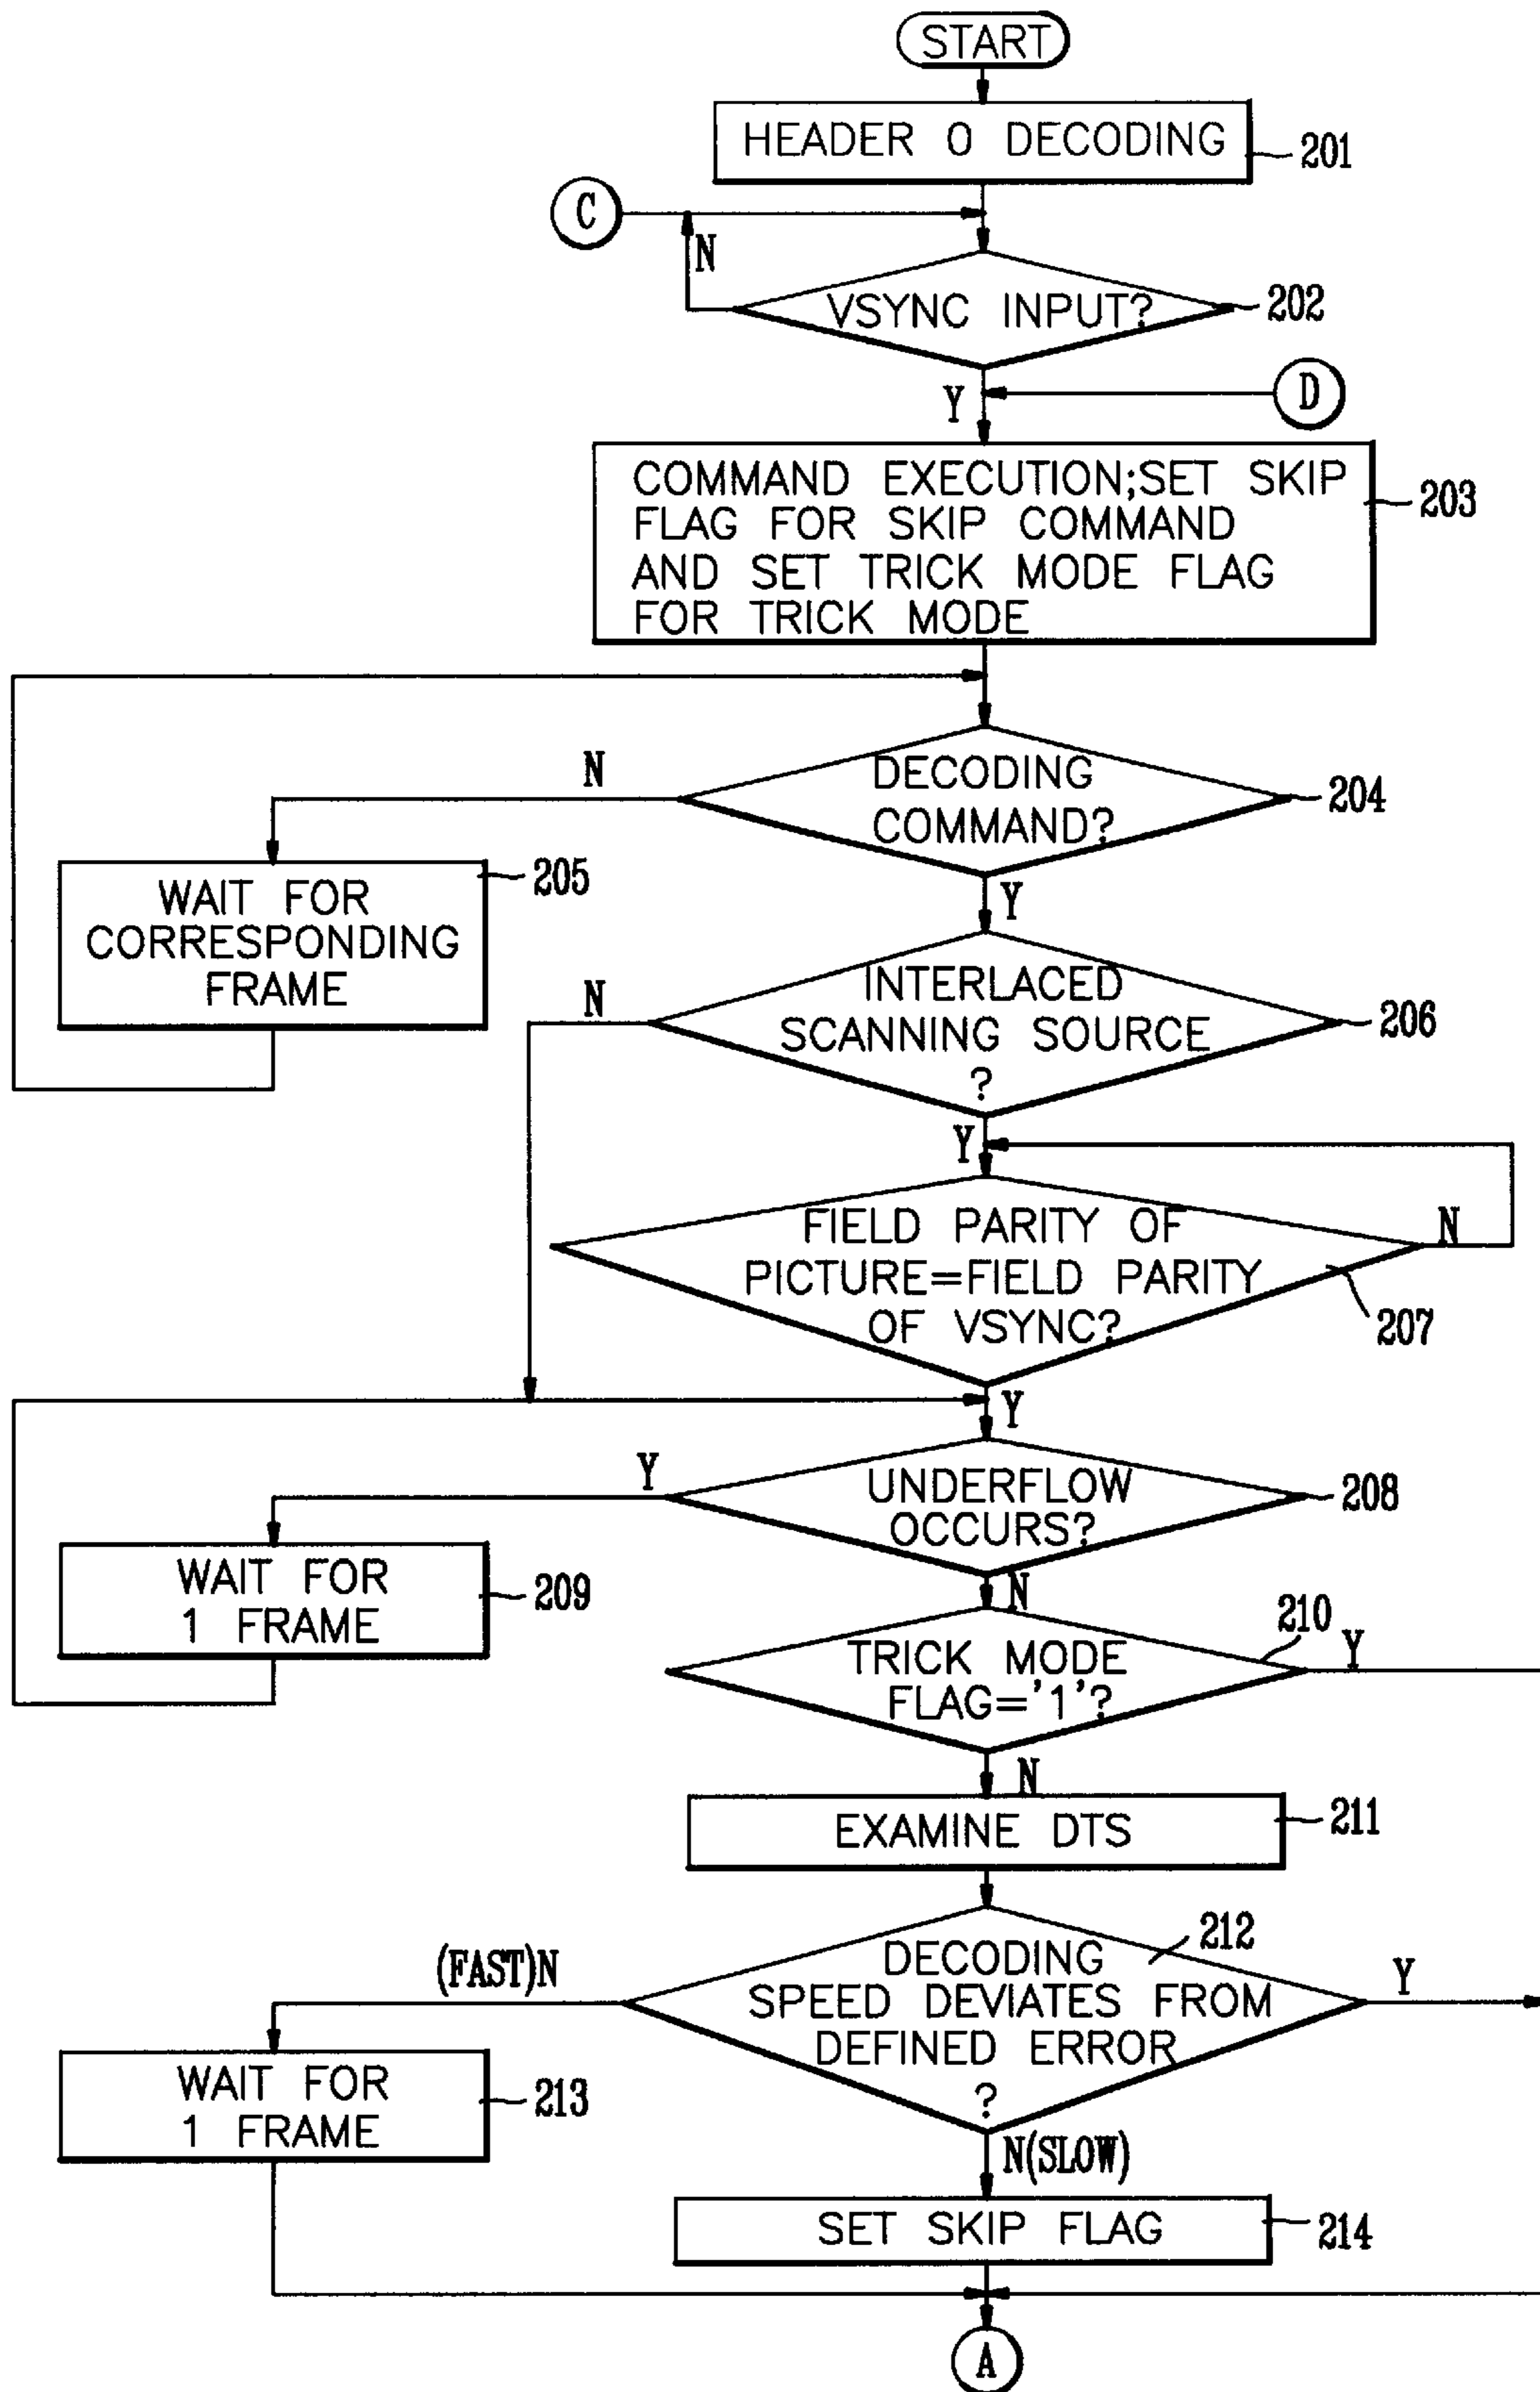 START
HEADER 0 DECODING
201
C
N
VSYNC INPUT?
202
Y
D
COMMAND EXECUTION;SET SKIP
FLAG FOR SKIP COMMAND
AND SET TRICK MODE FLAG
FOR TRICK MODE
203
N
DECODING
COMMAND?
204
Y
WAIT FOR
CORRESPONDING
FRAME
205
N
INTERLACED
SCANNING SOURCE
?
206
Y
FIELD PARITY OF
PICTURE=FIELD PARITY
OF VSYNC?
N
207
Y
Y
UNDERFLOW
OCCURS?
208
N
WAIT FOR
1 FRAME
209
TRICK MODE
FLAG='1'?
210
Y
N
EXAMINE DTS
211
(FAST)N
DECODING
SPEED DEVIATES FROM
DEFINED ERROR
?
212
Y
WAIT FOR
1 FRAME
213
N(SLOW)
SET SKIP FLAG
214
A